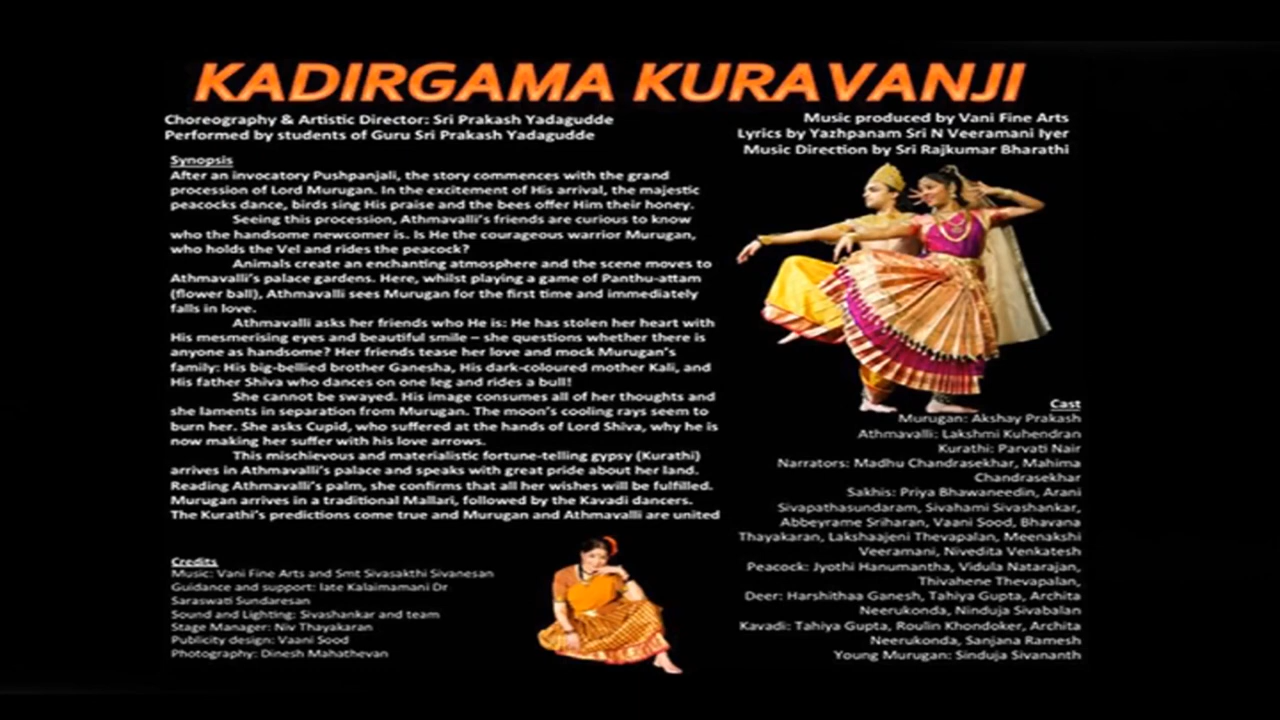 KADIRGAMA KURAVANJI
Choreography & Artistic Director: Sri Prakash Yadagudde
Performed by students of Guru Sri Prakash Yadagudde
Music produced by Vani Fine Arts
Lyrics by Yazhpanam Sri N Veeramani Iyer
Music Direction by Sri Rajkumar Bharathi
Synopsis
After an invocatory Pushpanjali, the story commences with the grand
procession of Lord Murugan. In the excitement of His arrival, the majestic
peacocks dance, birds sing His praise and the bees offer Him their honey.
Seeing this procession, Athmavalli's friends are curious to know
who the handsome newcomer is. Is He the courageous warrior Murugan,
who holds the Vel and rides the peacock?
Animals create an enchanting atmosphere and the scene moves to
Athmavalli's palace gardens. Here, whilst playing a game of Panthu-attam
(flower ball), Athmavalli sees Murugan for the first time and immediately
falls in love.
Athmavalli asks her friends who He is: He has stolen her heart with
His mesmerising eyes and beautiful smile – she questions whether there is
anyone as handsome? Her friends tease her love and mock Murugan's
family: His big-bellied brother Ganesha, His dark-coloured mother Kali, and
His father Shiva who dances on one leg and rides a bull!
She cannot be swayed. His image consumes all of her thoughts and
she laments in separation from Murugan. The moon's cooling rays seem to
burn her. She asks Cupid, who suffered at the hands of Lord Shiva, why he is
now making her suffer with his love arrows.
This mischievous and materialistic fortune-telling gypsy (Kurathi)
arrives in Athmavalli's palace and speaks with great pride about her land.
Reading Athmavalli's palm, she confirms that all her wishes will be fulfilled.
Murugan arrives in a traditional Mallari, followed by the Kavadi dancers.
The Kurathi's predictions come true and Murugan and Athmavalli are united
Credits
Music: Vani Fine Arts and Smt Sivasakthi Sivanesan
Guidance and support: late Kalaimamani Dr
Saraswati Sundaresan
Sound and Lighting: Sivashankar and team
Stage Manager: Niv Thayakaran
Publicity design: Vaani Sood
Photography: Dinesh Mahathevan
Cast
Murugan: Akshay Prakash
Athmavalli: Lakshmi Kuhendran
Kurathi: Parvati Nair
Narrators: Madhu Chandrasekhar, Mahima
Chandrasekhar
Sakhis: Priya Bhawaneedin, Arani
Sivapathasundaram, Sivahami Sivashankar,
Abbeyrame Sriharan, Vaani Sood, Bhavana
Thayakaran, Lakshaajeni Thevapalan, Meenakshi
Veeramani, Nivedita Venkatesh
Peacock: Jyothi Hanumantha, Vidula Natarajan,
Thivahene Thevapalan,
Deer: Harshithaa Ganesh, Tahiya Gupta, Archita
Neerukonda, Ninduja Sivabalan
Kavadi: Tahiya Gupta, Roulin Khondoker, Archita
Neerukonda, Sanjana Ramesh
Young Murugan: Sinduja Sivananth